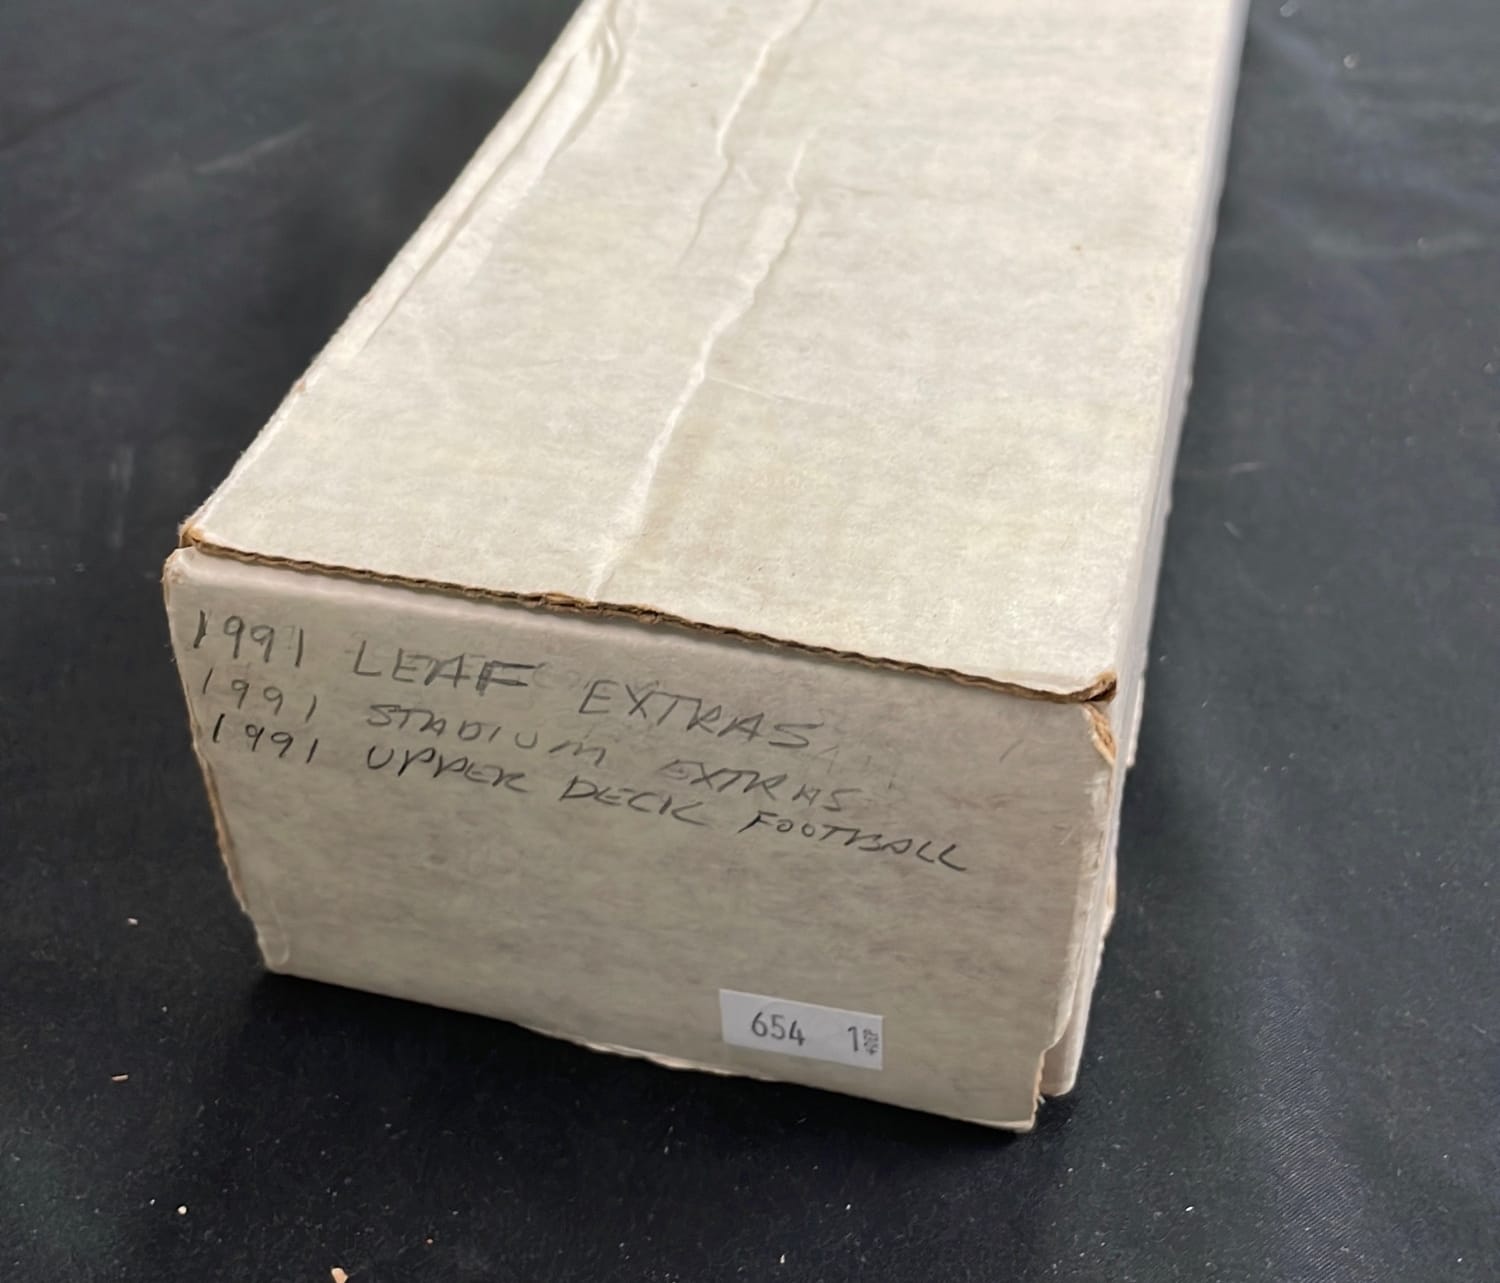 1991 LEAF EXTRAS
1991 STADIUM EXTRAS
1991 UPPER DECK FOOTBALL
654 1